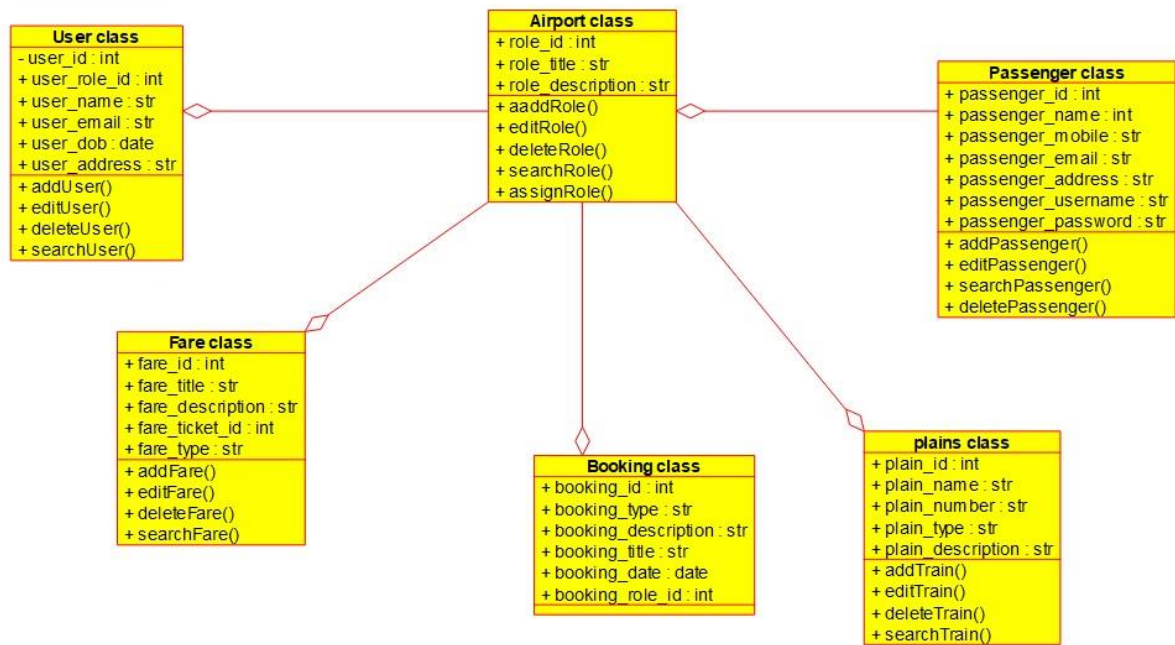 User class
- user_id : int
+ user_role_id : int
+ user_name : str
+ user_email : str
+ user_dob : date
+ user_address : str
+ addUser()
+ editUser()
+ deleteUser()
+ searchUser()
Airport class
+ role_id : int
+ role_title : str
+ role_description : str
+ aaddRole()
+ editRole()
+ deleteRole()
+ searchRole()
+ assignRole()
Passenger class
+ passenger_id : int
+ passenger_name : int
+ passenger_mobile : str
+ passenger_email : str
+ passenger_address : str
+ passenger_username : str
+ passenger_password : str
+ addPassenger()
+ editPassenger()
+ searchPassenger()
+ deletePassenger()
Fare class
+ fare_id : int
+ fare_title : str
+ fare_description : str
+ fare_ticket_id : int
+ fare_type : str
+ addFare()
+ editFare()
+ deleteFare()
+ searchFare()
Booking class
+ booking_id : int
+ booking_type : str
+ booking_description : str
+ booking_title : str
+ booking_date : date
+ booking_role_id : int
plains class
+ plain_id : int
+ plain_name : str
+ plain_number : str
+ plain_type : str
+ plain_description : str
+ addTrain()
+ editTrain()
+ deleteTrain()
+ searchTrain()